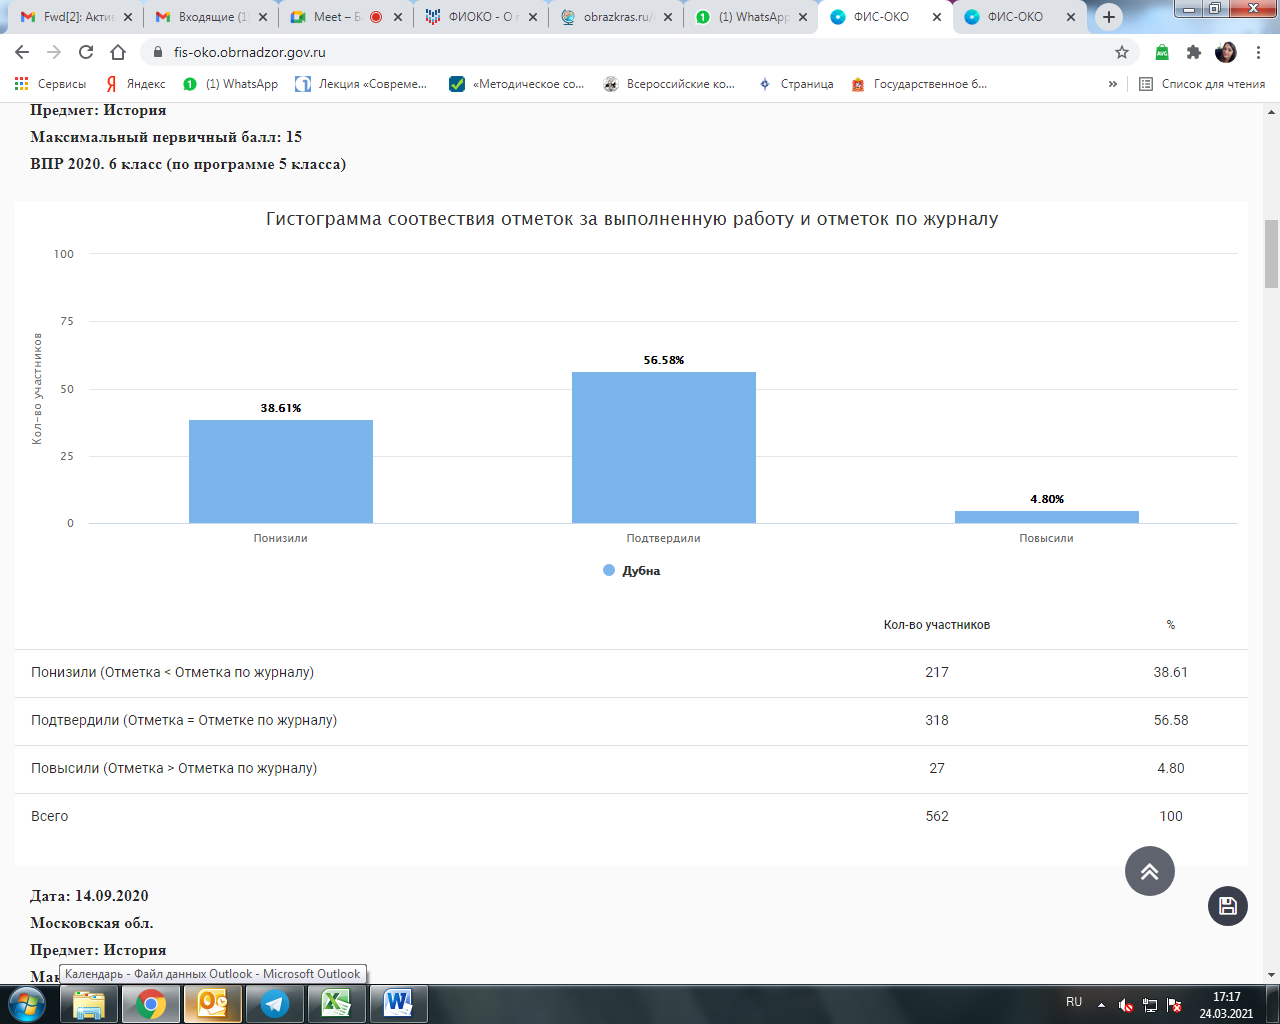 Fwd[2]: Актив
Входящие (1
Meet – Б
ФИОКО - О п
obrazkras.ru/
(1) WhatsApp
ФИС-ОКО
ФИС-ОКО
fis-oko.obrnadzor.gov.ru
Сервисы
Яндекс
(1) WhatsApp
Лекция «Совреме...
«Методическое со...
Всероссийские ко...
Страница
Государственное б...
»
Список для чтения
Предмет: История
Максимальный первичный балл: 15
ВПР 2020. 6 класс (по программе 5 класса)
Гистограмма соотвествия отметок за выполненную работу и отметок по журналу
100
75
50
25
0
Кол-во участников
38.61%
56.58%
4.80%
Понизили
Подтвердили
Повысили
Дубна
Кол-во участников %
Понизили (Отметка < Отметка по журналу) 217 38.61
Подтвердили (Отметка = Отметке по журналу) 318 56.58
Повысили (Отметка > Отметка по журналу) 27 4.80
Всего 562 100
Дата: 14.09.2020
Московская обл.
Предмет: История
Календарь - Файл данных Outlook - Microsoft Outlook
RU
17:17
24.03.2021